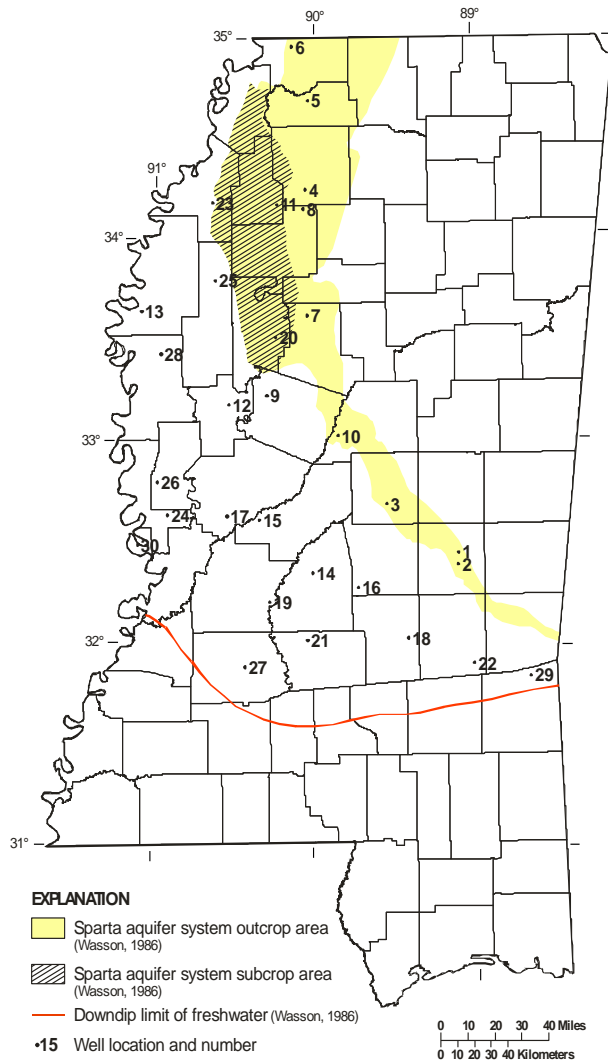 90° 89°
35°
6
5
91°
4
23 11 8
34°
25
13 7
20
28
9
12
33° 10
26 3
24 17 15
30 1
2
14 16
19
32° 21 18
27 22 29
31°
EXPLANATION
Sparta aquifer system outcrop area
(Wasson, 1986)
Sparta aquifer system subcrop area
(Wasson, 1986)
Downdip limit of freshwater (Wasson, 1986)
15 Well location and number
0 10 20 30 40 Miles
0 10 20 30 40 Kilometers